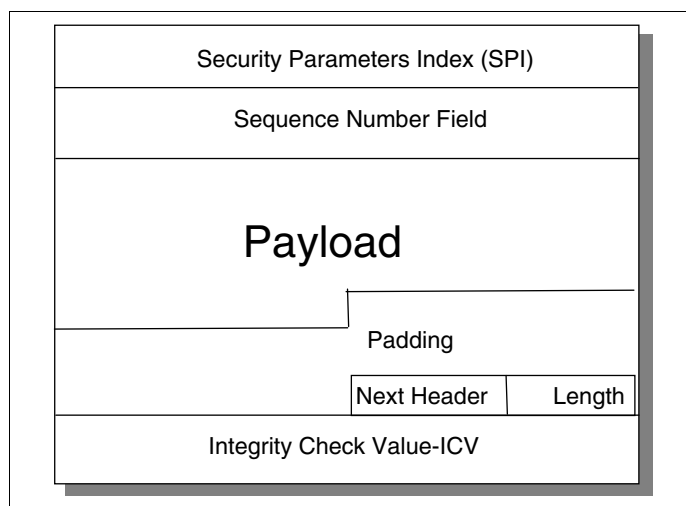 Security Parameters Index (SPI)
Sequence Number Field
Payload
Padding
Next Header
Length
Integrity Check Value-ICV